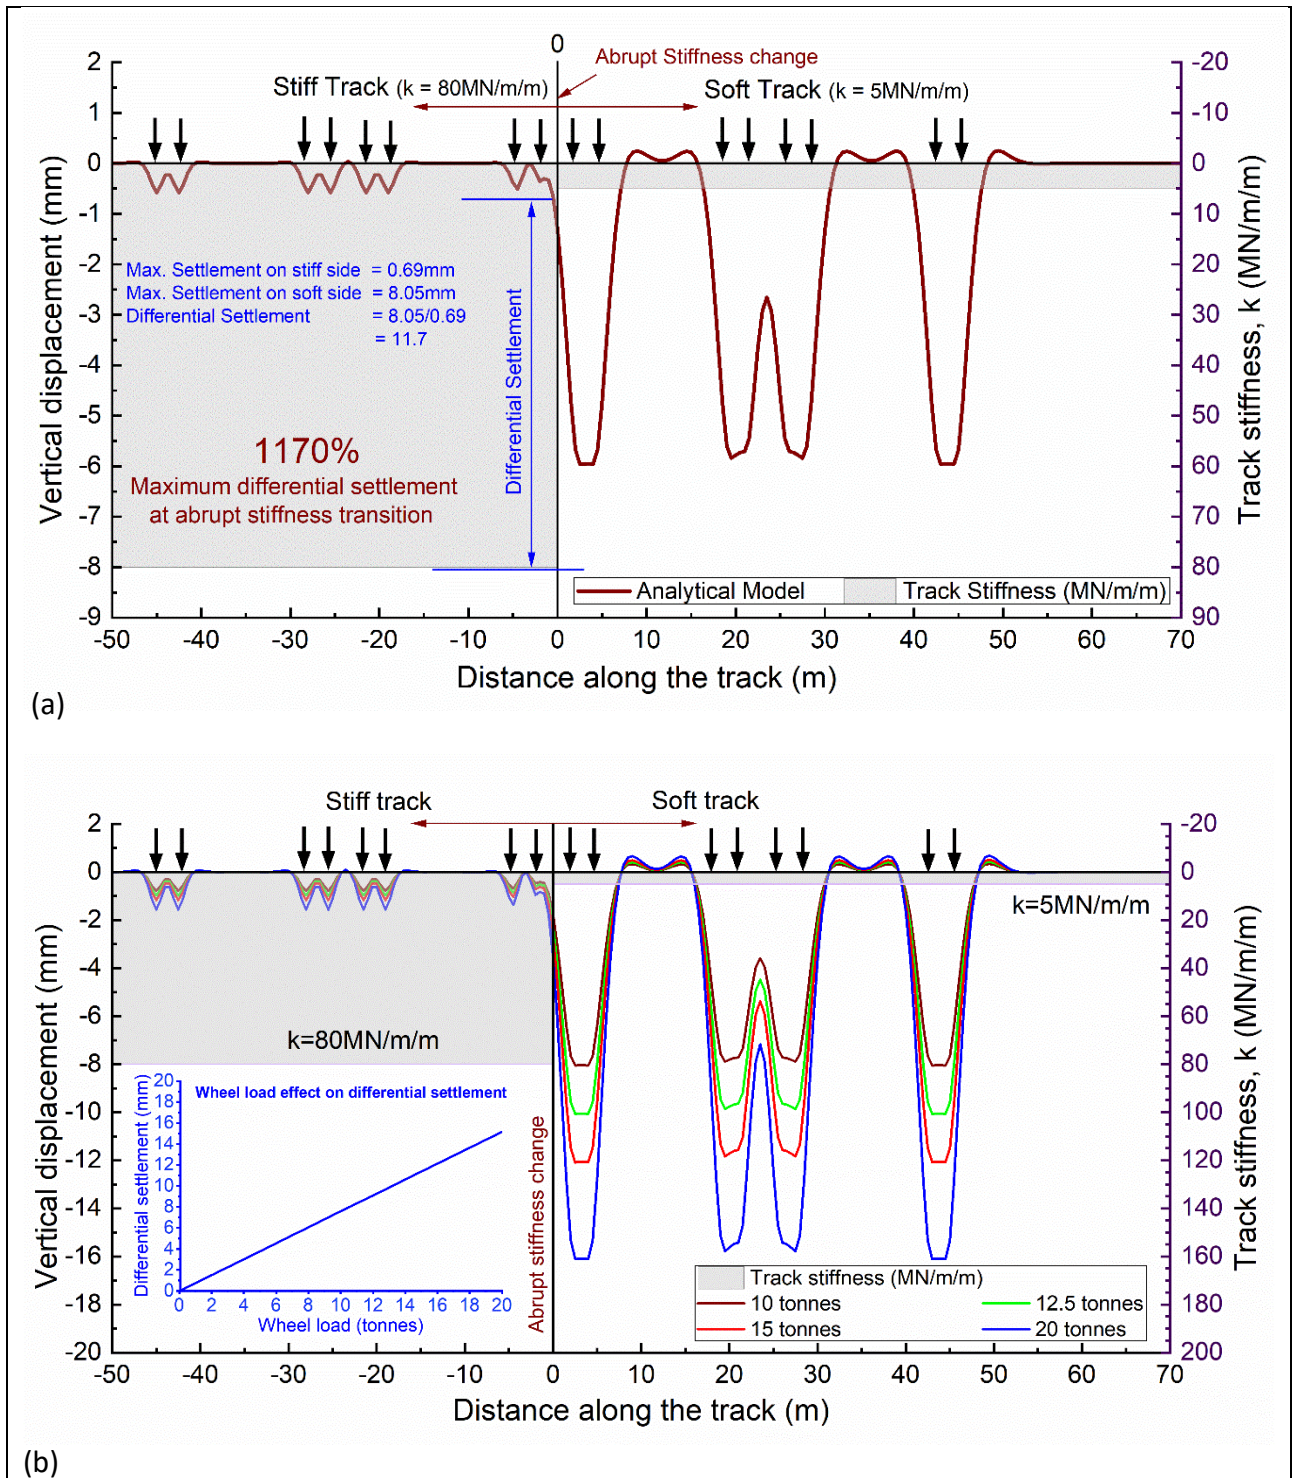 0
Abrupt Stiffness change
Stiff Track (k = 80MN/m/m)
Soft Track (k = 5MN/m/m)
2
1
0
-1
-2
-3
-4
-5
-6
-7
-8
-9
Vertical displacement (mm)
Max. Settlement on stiff side = 0.69mm
Max. Settlement on soft side = 8.05mm
Differential Settlement = 8.05/0.69
= 11.7
Differential Settlement
1170%
Maximum differential settlement
at abrupt stiffness transition
Analytical Model
Track Stiffness (MN/m/m)
-20
-10
0
10
20
30
40
50
60
70
80
90
Track stiffness, k (MN/m/m)
-50 -40 -30 -20 -10 0 10 20 30 40 50 60 70
Distance along the track (m)
(a)
Stiff track
Soft track
2
0
-2
-4
-6
-8
-10
-12
-14
-16
-18
-20
Vertical displacement (mm)
k=5MN/m/m
k=80MN/m/m
Wheel load effect on differential settlement
20
18
16
14
12
10
8
6
4
2
0
Differential settlement (mm)
0 2 4 6 8 10 12 14 16 18 20
Wheel load (tonnes)
Abrupt stiffness change
Track stiffness (MN/m/m)
10 tonnes
12.5 tonnes
15 tonnes
20 tonnes
-20
0
20
40
60
80
100
120
140
160
180
200
Track stiffness, k (MN/m/m)
-50 -40 -30 -20 -10 0 10 20 30 40 50 60 70
Distance along the track (m)
(b)